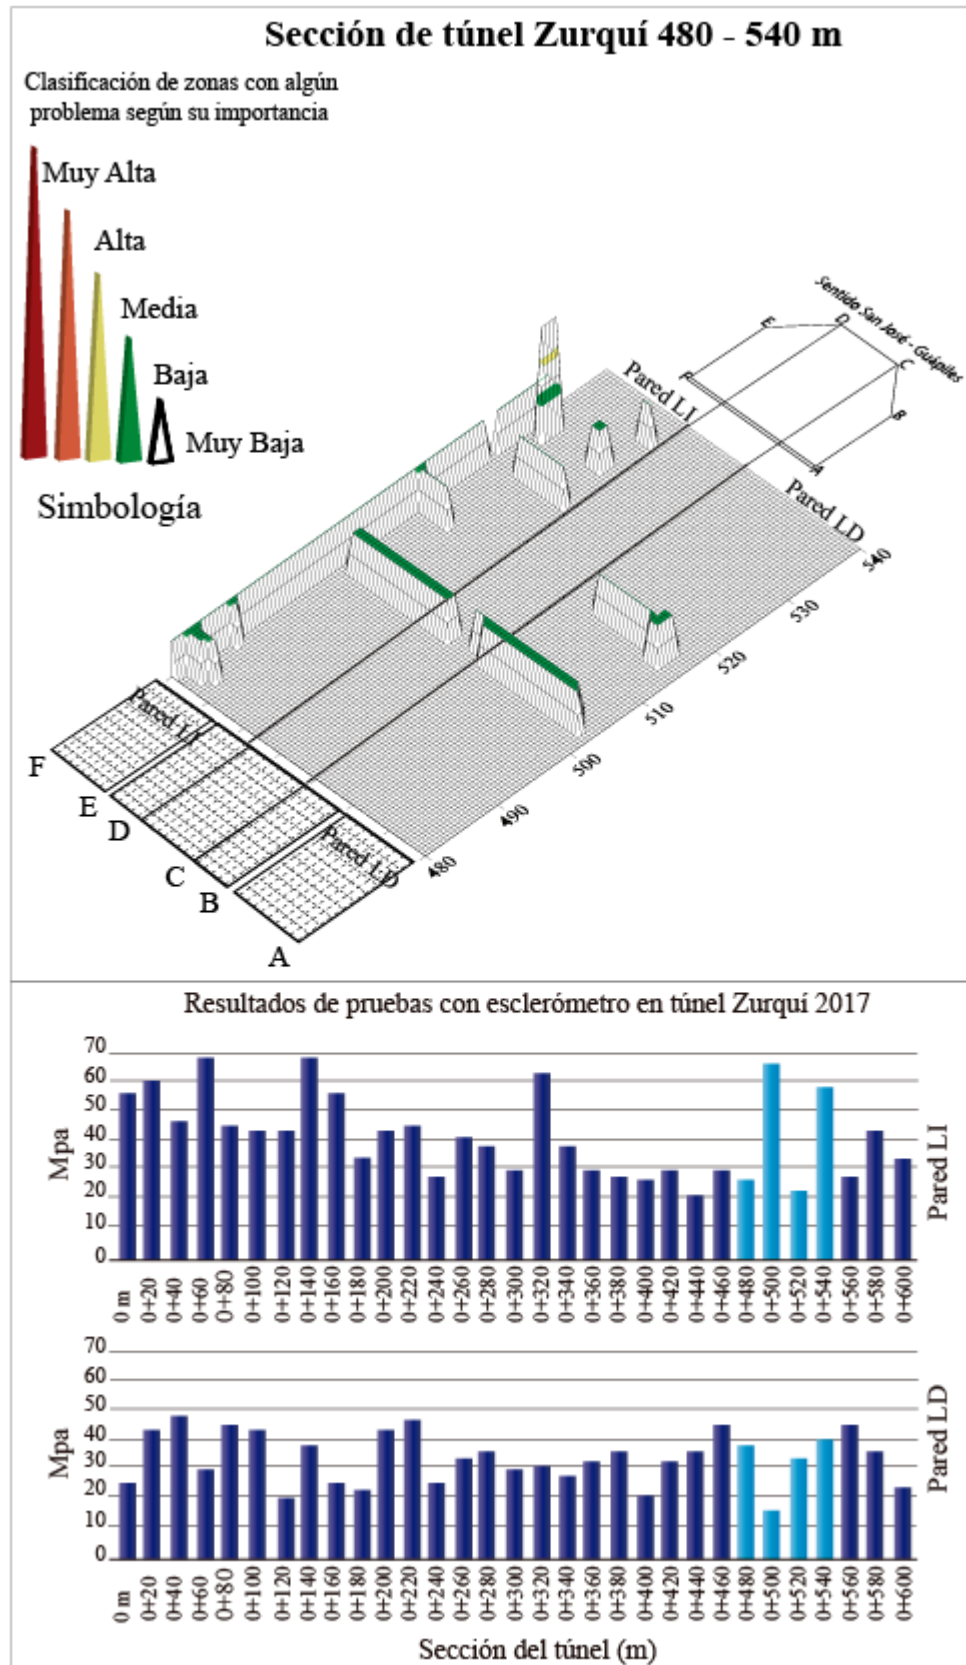 Sección de túnel Zurquí 480 - 540 m
Clasificación de zonas con algún
problema según su importancia
Muy Alta
Alta
Media
Baja
Muy Baja
Simbología
Sentido San José - Guápiles
E
D
C
F
B
A
Pared LI
Pared LD
540
530
520
510
500
490
480
Pared LI
Pared LD
F
E
D
C
B
A
Resultados de pruebas con esclerómetro en túnel Zurquí 2017
70
60
50
40
30
20
10
0
Mpa
Pared LI
0 m
0+20
0+40
0+60
0+80
0+100
0+120
0+140
0+160
0+180
0+200
0+220
0+240
0+260
0+280
0+300
0+320
0+340
0+360
0+380
0+400
0+420
0+440
0+460
0+480
0+500
0+520
0+540
0+560
0+580
0+600
70
60
50
40
30
20
10
0
Mpa
Pared LD
0 m
0+20
0+40
0+60
0+80
0+100
0+120
0+140
0+160
0+180
0+200
0+220
0+240
0+260
0+280
0+300
0+320
0+340
0+360
0+380
0+400
0+420
0+440
0+460
0+480
0+500
0+520
0+540
0+560
0+580
0+600
Sección del túnel (m)